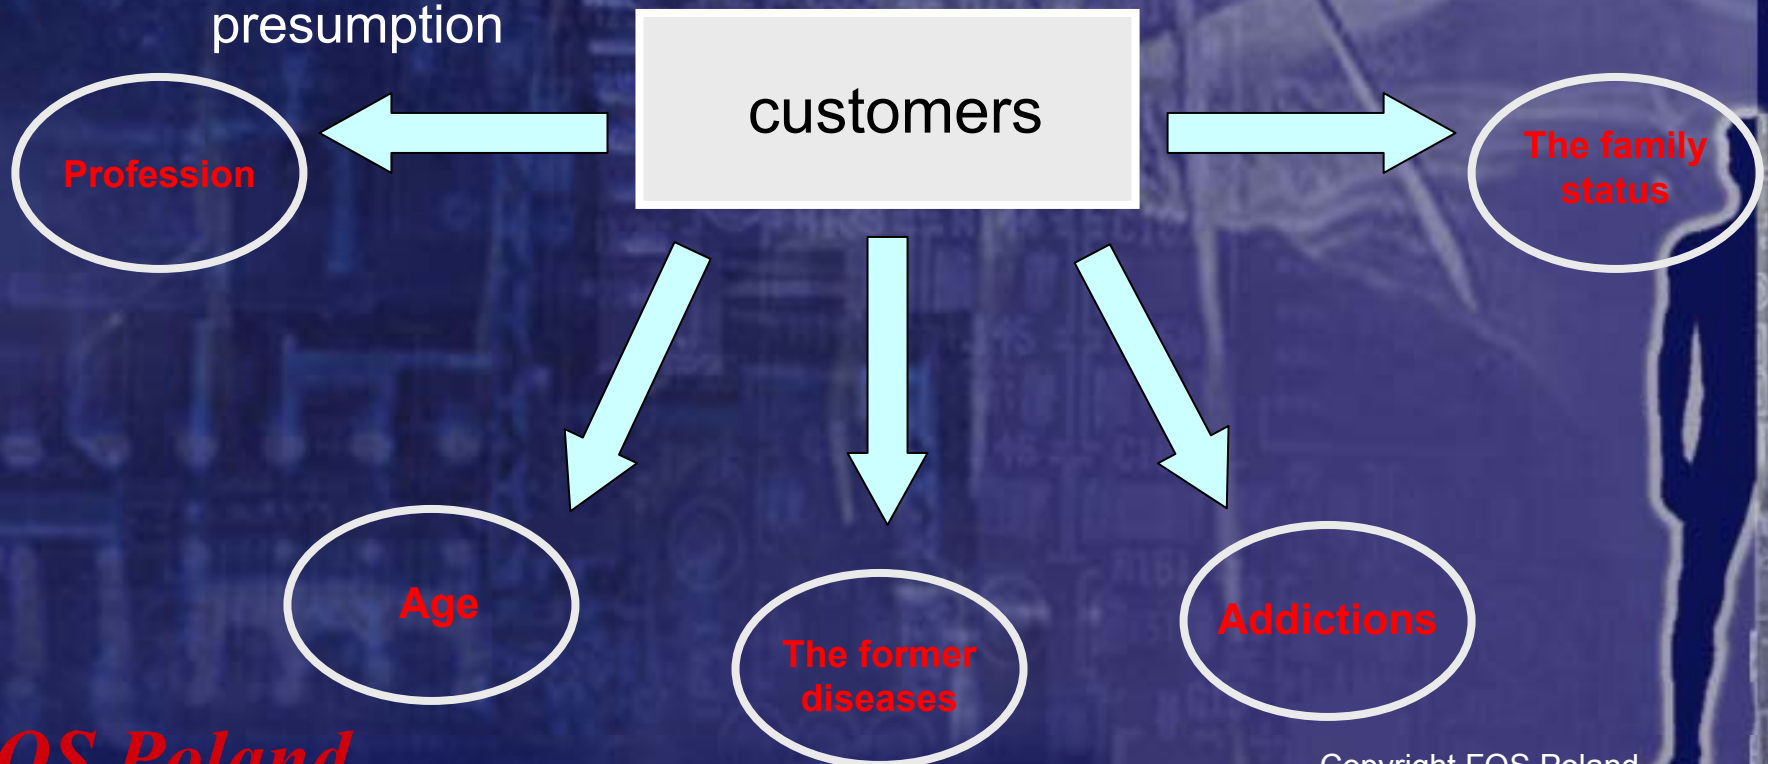 presumption
customers
Profession
The family
status
Age
The former
diseases
Addictions
OS Poland
Copyright FOS Poland